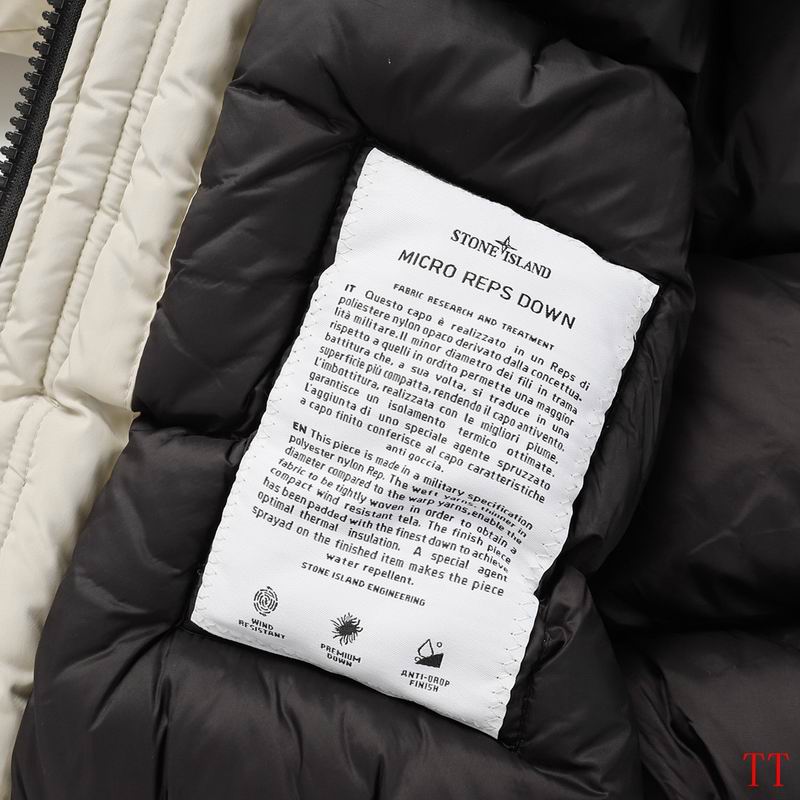 STONE ISLAND
MICRO REPS DOWN
FABRIC RESEARCH AND TREATMENT
IT Questo capo è realizzato in un Reps di
poliestere nylon opaco derivato dalla concettua-
lità militare. Il minor diametro dei fili in trama
rispetto a quelli in ordito permette una maggior
battitura che, a sua volta, si traduce in una
superficie più compatta, rendendo il capo antivento.
L'imbottitura, realizzata con le migliori piume,
garantisce un isolamento termico ottimate.
L'aggiunta di uno speciale agente spruzzato
a capo finito conferisce al capo caratteristiche
anti goccia.
EN This piece is made in a military specification
polyester nylon Rep. The weft yarns, thinner in
diameter compared to the warp yarns, enable the
fabric to be tightly woven in order to obtain a
compact wind resistant tela. The finish piece
has been padded with the finest down to achieve
optimal thermal insulation. A special agent
sprayad on the finished item makes the piece
water repellent.
STONE ISLAND ENGINEERING
WIND
RESISTANT
PREMIUM
DOWN
ANTI-DROP
FINISH
TT